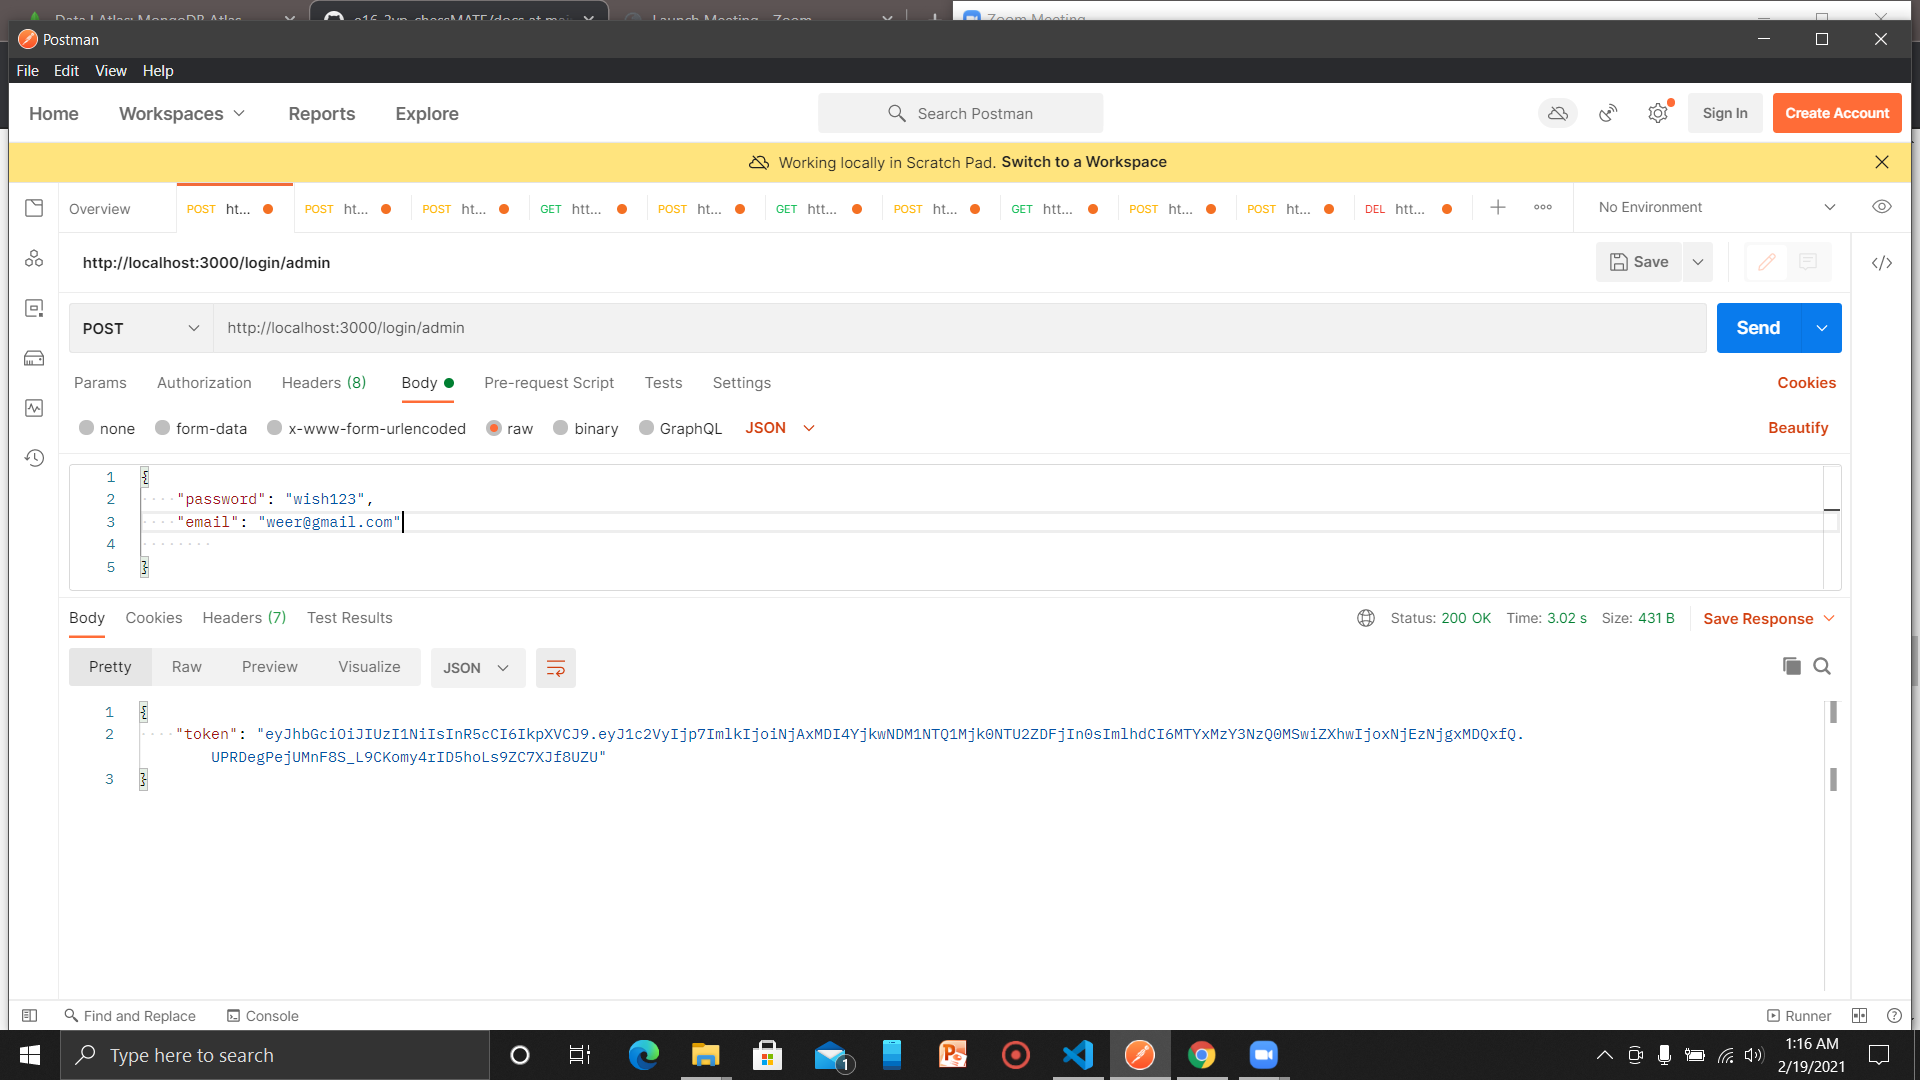 Data | Atlas: MongoDB Atlas
e16-3yp-chessMATE/docs at mai
Launch Meeting - Zoom
Zoom Meeting
Postman
File Edit View Help
Home Workspaces Reports Explore
Search Postman
Sign In
Create Account
Working locally in Scratch Pad. Switch to a Workspace
Overview
POST ht...
POST ht...
POST ht...
GET htt...
POST ht...
GET htt...
POST ht...
GET htt...
POST ht...
POST ht...
DEL htt...
No Environment
http://localhost:3000/login/admin
Save
POST http://localhost:3000/login/admin
Send
Params Authorization Headers (8) Body Pre-request Script Tests Settings
Cookies
none form-data x-www-form-urlencoded raw binary GraphQL JSON
Beautify
1 {
2 "password": "wish123",
3 "email": "weer@gmail.com"
4
5 }
Body Cookies Headers (7) Test Results
Status: 200 OK Time: 3.02 s Size: 431 B
Save Response
Pretty Raw Preview Visualize JSON
1 {
2 "token": "eyJhbGciOiJIUzI1NiIsInR5cCI6IkpXVCJ9.eyJ1c2VyIjp7ImlkIjoiNjAxMDI4YjkwNDM1NTQ1Mjk0NTU2ZDFjIn0sImlhdCI6MTYxMzY3NzQ0MSwiZXhwIjoxNjEzNjgxMDQxfQ.
UPRDegPejUMnF8S_L9CKomy4rID5hoLs9ZC7XJf8UZU"
3 }
Find and Replace Console
Runner
Type here to search
1
1:16 AM
2/19/2021